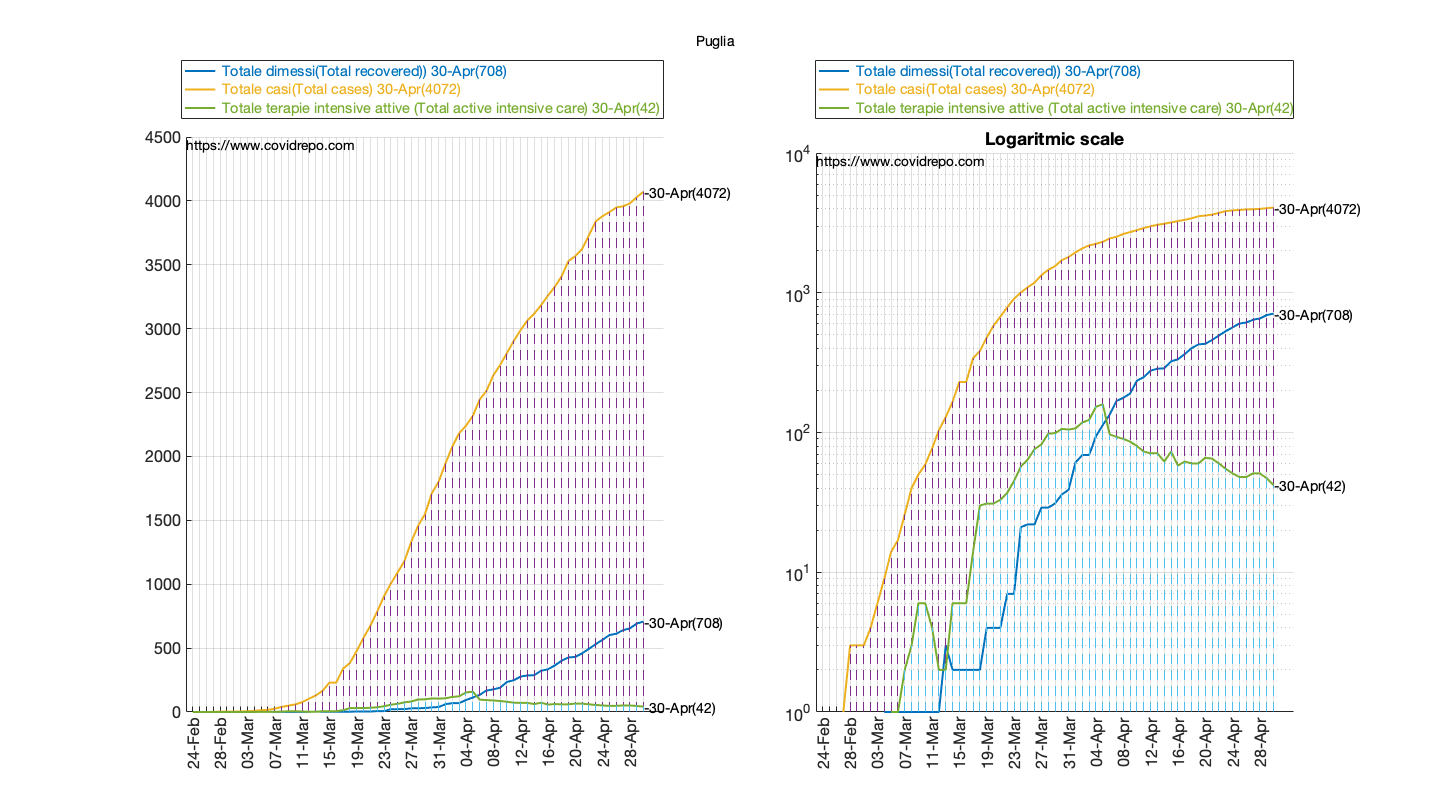 Puglia
Totale dimessi(Total recovered)) 30-Apr(708)
Totale casi(Total cases) 30-Apr(4072)
Totale terapie intensive attive (Total active intensive care) 30-Apr(42)
https://www.covidrepo.com
4500
4000
3500
3000
2500
2000
1500
1000
500
0
-30-Apr(4072)
-30-Apr(708)
-30-Apr(42)
24-Feb
28-Feb
03-Mar
07-Mar
11-Mar
15-Mar
19-Mar
23-Mar
27-Mar
31-Mar
04-Apr
08-Apr
12-Apr
16-Apr
20-Apr
24-Apr
28-Apr
Totale dimessi(Total recovered)) 30-Apr(708)
Totale casi(Total cases) 30-Apr(4072)
Totale terapie intensive attive (Total active intensive care) 30-Apr(42)
Logaritmic scale
https://www.covidrepo.com
10^4
10^3
10^2
10^1
10^0
-30-Apr(4072)
-30-Apr(708)
-30-Apr(42)
24-Feb
28-Feb
03-Mar
07-Mar
11-Mar
15-Mar
19-Mar
23-Mar
27-Mar
31-Mar
04-Apr
08-Apr
12-Apr
16-Apr
20-Apr
24-Apr
28-Apr